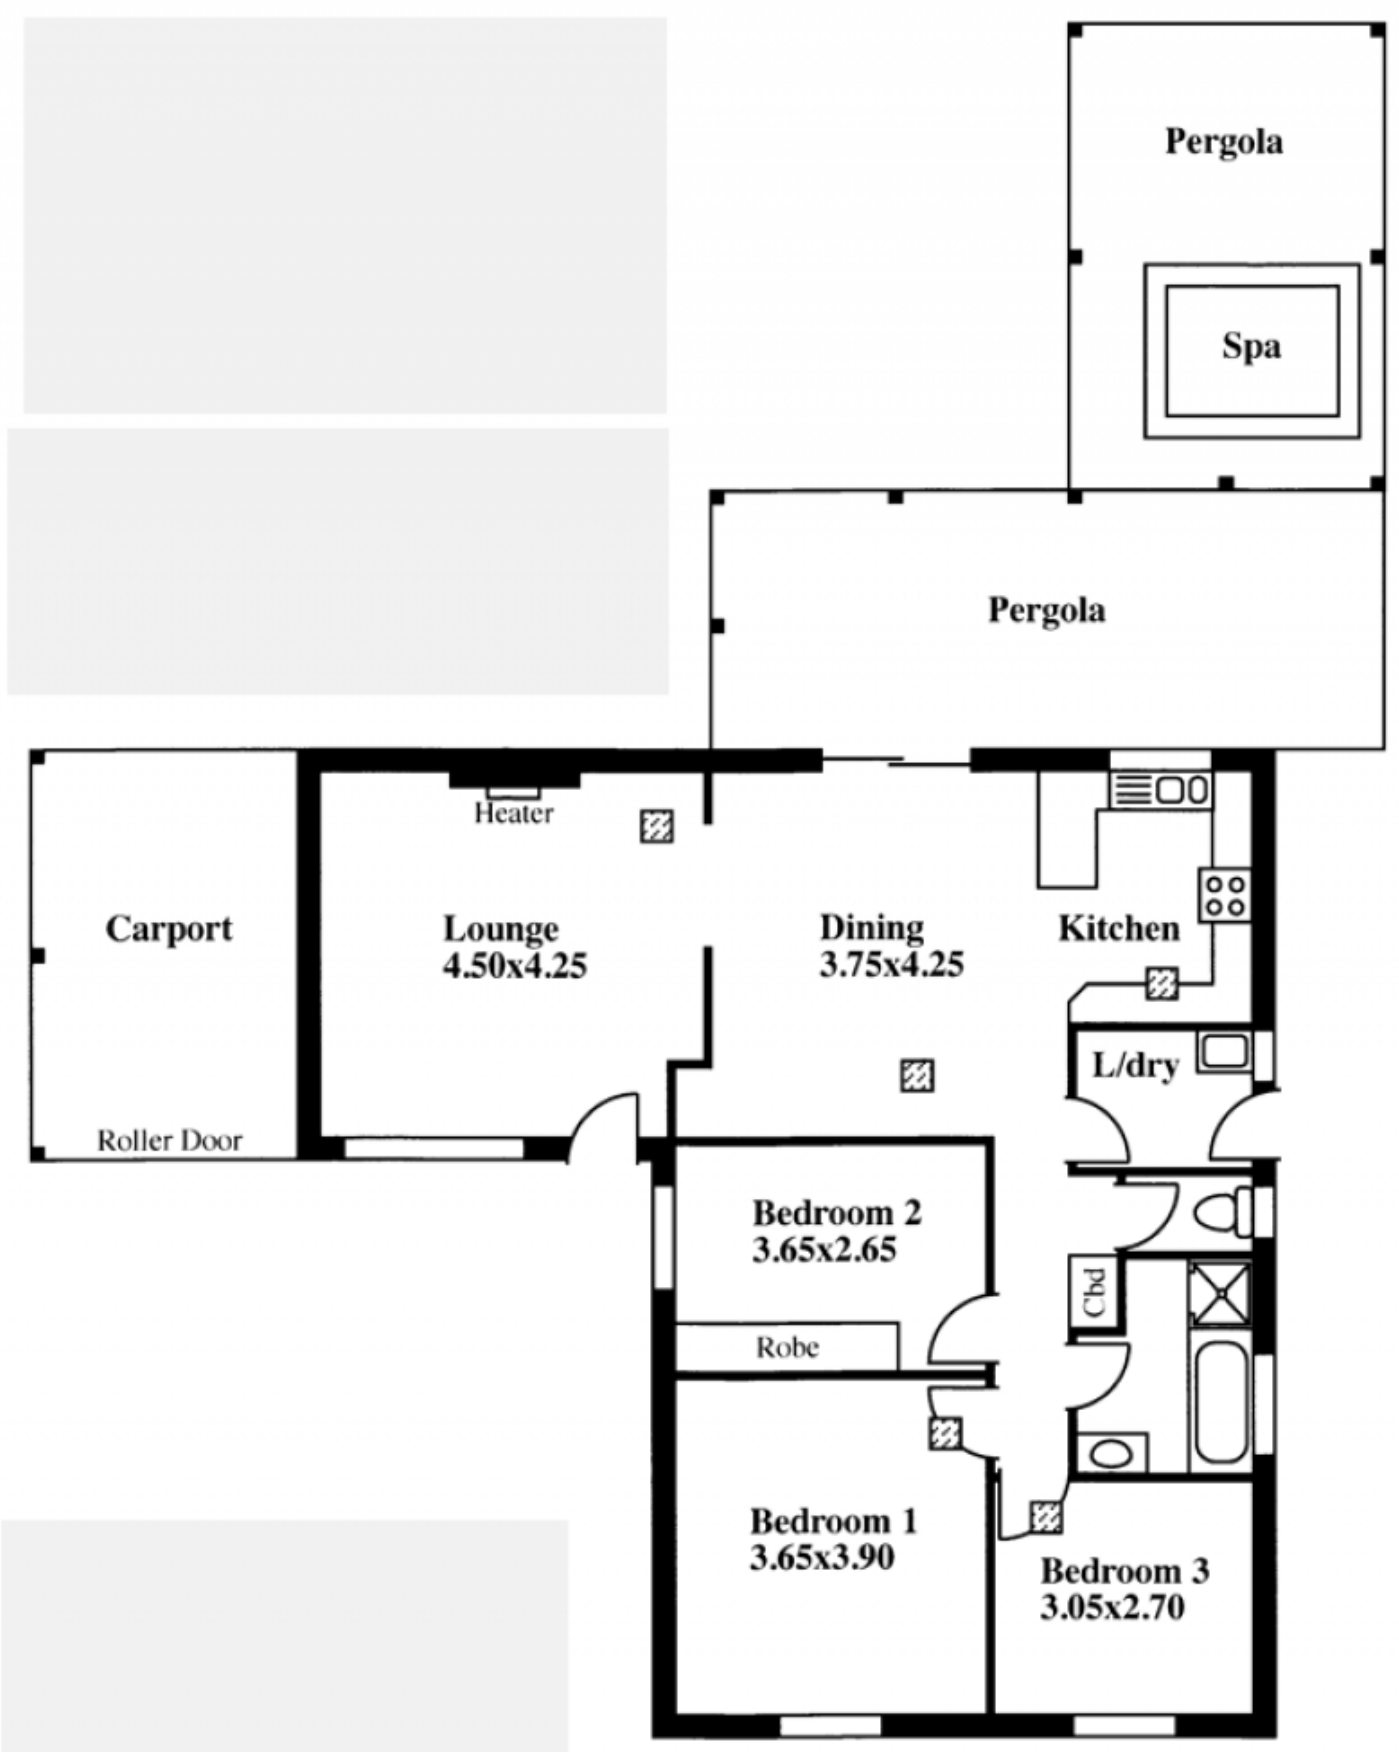 Pergola
Spa
Pergola
Heater
Carport
Lounge
4.50x4.25
Dining
3.75x4.25
Kitchen
L/dry
Roller Door
Bedroom 2
3.65x2.65
Cbd
Robe
Bedroom 1
3.65x3.90
Bedroom 3
3.05x2.70